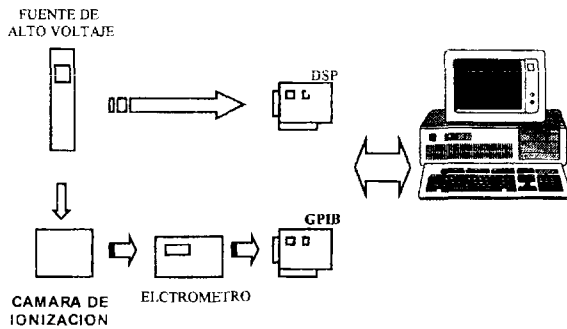 FUENTE DE
ALTO VOLTAJE
DSP
GPIB
CAMARA DE
IONIZACION
ELCTROMETRO